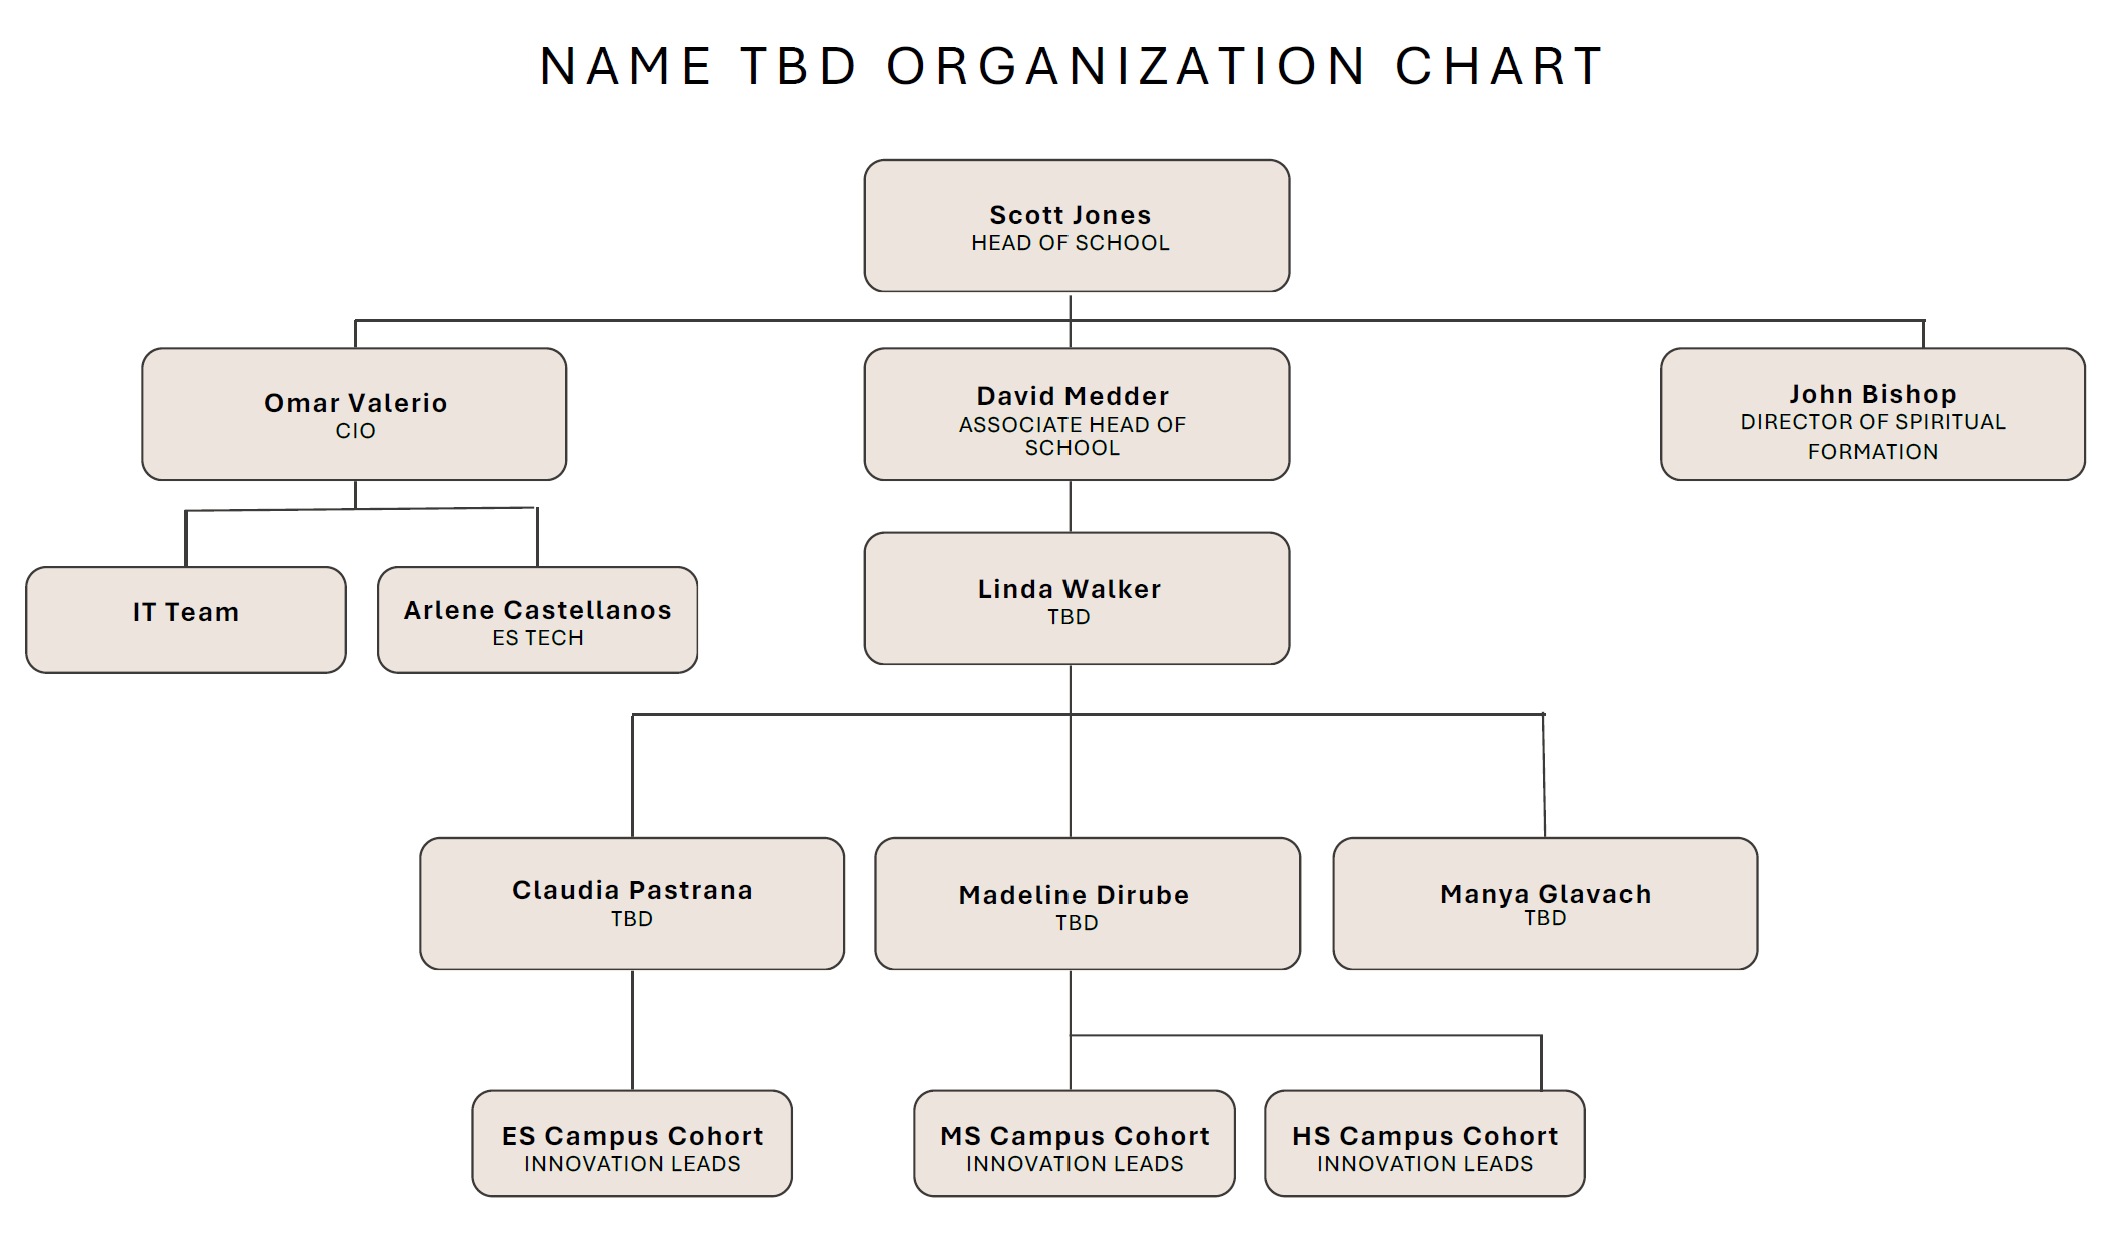 NAME TBD ORGANIZATION CHART
Scott Jones
HEAD OF SCHOOL
Omar Valerio
CIO
David Medder
ASSOCIATE HEAD OF
SCHOOL
John Bishop
DIRECTOR OF SPIRITUAL
FORMATION
IT Team
Arlene Castellanos
ES TECH
Linda Walker
TBD
Claudia Pastrana
TBD
Madeline Dirube
TBD
Manya Glavach
TBD
ES Campus Cohort
INNOVATION LEADS
MS Campus Cohort
INNOVATION LEADS
HS Campus Cohort
INNOVATION LEADS